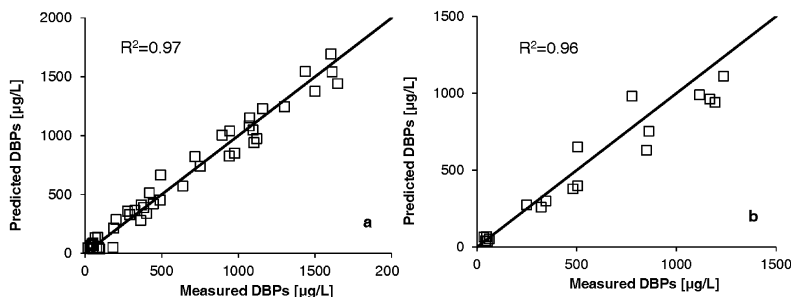 2000
1500
1000
500
0
Predicted DBPs [µg/L]
R²=0.97
a
0 500 1000 1500 200
Measured DBPs [µg/L]
1500
1000
500
0
Predicted DBPs [µg/L]
R²=0.96
b
0 500 1000 1500
Measured DBPs [µg/L]